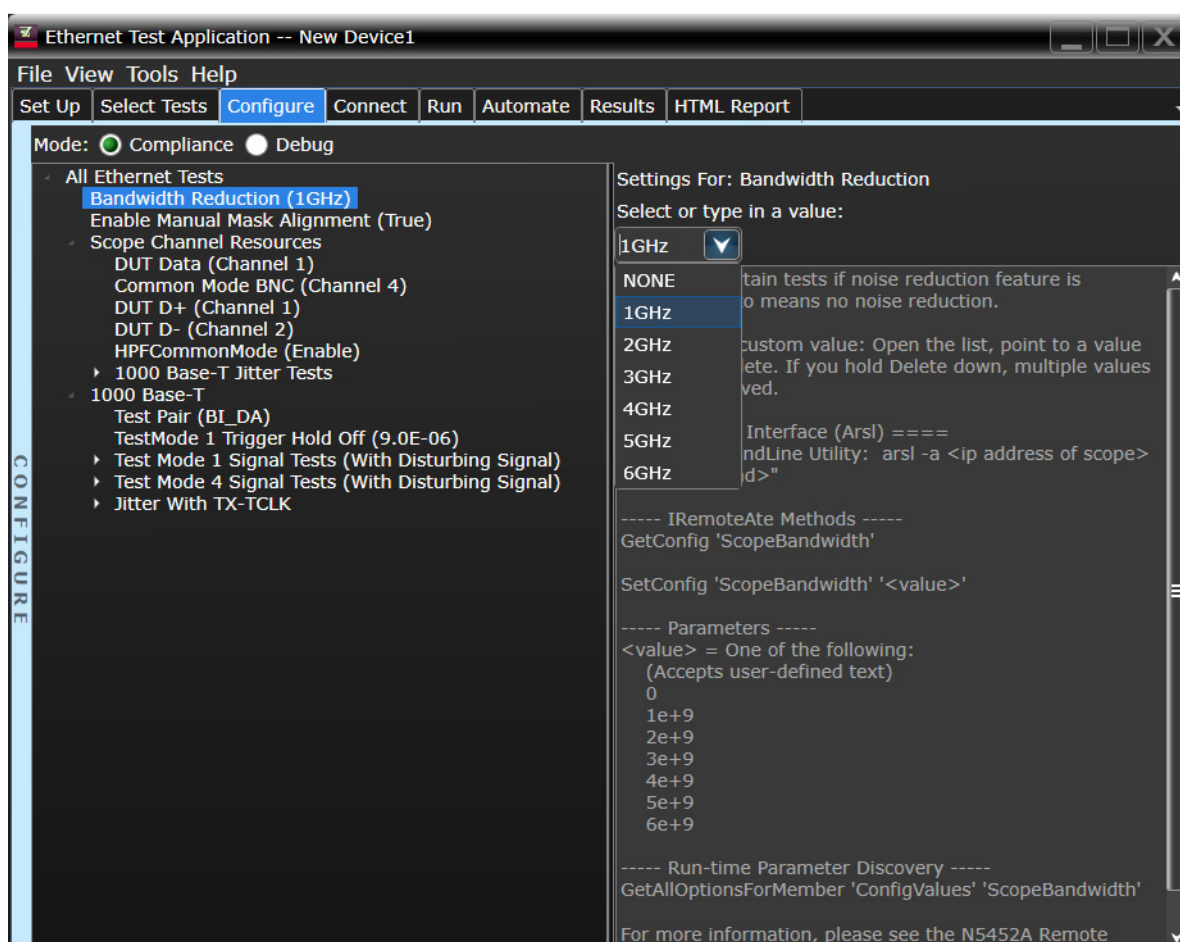 Ethernet Test Application -- New Device1
File View Tools Help
Set Up Select Tests Configure Connect Run Automate Results HTML Report
Mode: Compliance Debug
All Ethernet Tests
Bandwidth Reduction (1GHz)
Enable Manual Mask Alignment (True)
Scope Channel Resources
DUT Data (Channel 1)
Common Mode BNC (Channel 4)
DUT D+ (Channel 1)
DUT D- (Channel 2)
HPFCommonMode (Enable)
1000 Base-T Jitter Tests
1000 Base-T
Test Pair (BI_DA)
TestMode 1 Trigger Hold Off (9.0E-06)
Test Mode 1 Signal Tests (With Disturbing Signal)
Test Mode 4 Signal Tests (With Disturbing Signal)
Jitter With TX-TCLK
CONFIGURE
Settings For: Bandwidth Reduction
Select or type in a value:
1GHz
NONE
1GHz
2GHz
3GHz
4GHz
5GHz
6GHz
tain tests if noise reduction feature is
o means no noise reduction.
custom value: Open the list, point to a value
ete. If you hold Delete down, multiple values
ved.
Interface (Arsl) ====
ndLine Utility: arsl -a <ip address of scope>
d>"
----- IRemoteAte Methods -----
GetConfig 'ScopeBandwidth'
SetConfig 'ScopeBandwidth' '<value>'
----- Parameters -----
<value> = One of the following:
(Accepts user-defined text)
0
1e+9
2e+9
3e+9
4e+9
5e+9
6e+9
----- Run-time Parameter Discovery -----
GetAllOptionsForMember 'ConfigValues' 'ScopeBandwidth'
For more information, please see the N5452A Remote